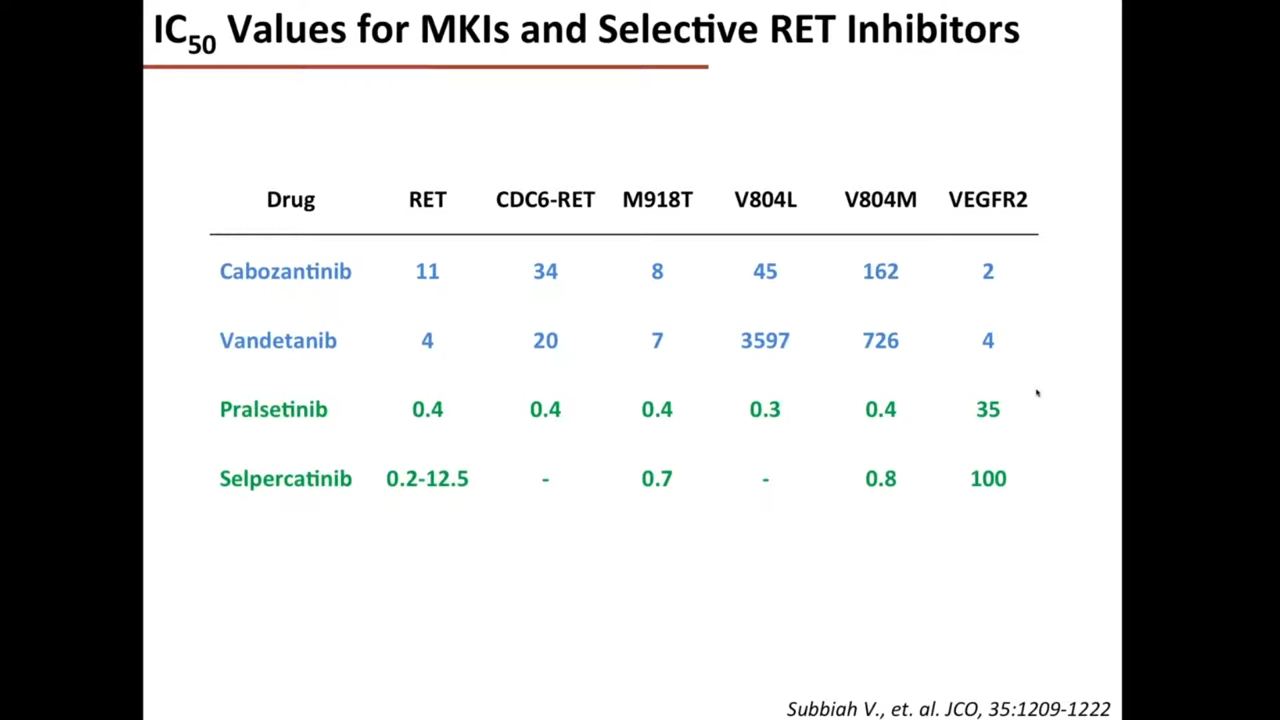 IC50 Values for MKIs and Selective RET Inhibitors
Drug RET CDC6-RET M918T V804L V804M VEGFR2
Cabozantinib 11 34 8 45 162 2
Vandetanib 4 20 7 3597 726 4
Pralsetinib 0.4 0.4 0.4 0.3 0.4 35
Selpercatinib 0.2-12.5 - 0.7 - 0.8 100
Subbiah V., et. al. JCO, 35:1209-1222